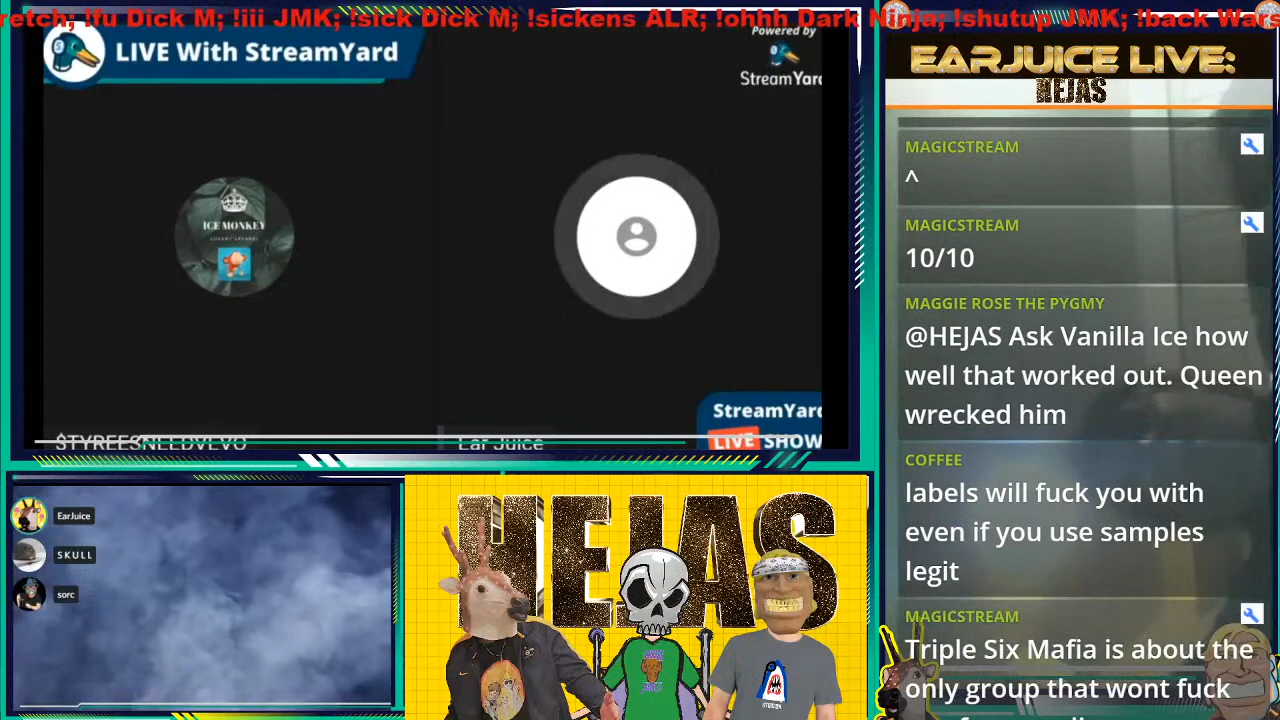 retch; !fu Dick M; !iii JMK; !sick Dick M; !sickens ALR; !ohhh Dark Ninja; !shutup JMK; !back Wars
LIVE With StreamYard
Powered by
StreamYard
ICE MONKEY
$TYREESNEEDVEVO
Ear Juice
StreamYard
LIVE SHOW
EARJUICE LIVE:
HEJAS
MAGICSTREAM
^
MAGICSTREAM
10/10
MAGGIE ROSE THE PYGMY
@HEJAS Ask Vanilla Ice how
well that worked out. Queen
wrecked him
COFFEE
labels will fuck you with
even if you use samples
legit
MAGICSTREAM
Triple Six Mafia is about the
only group that wont fuck
EarJuice
S K U L L
sorc
HEJAS